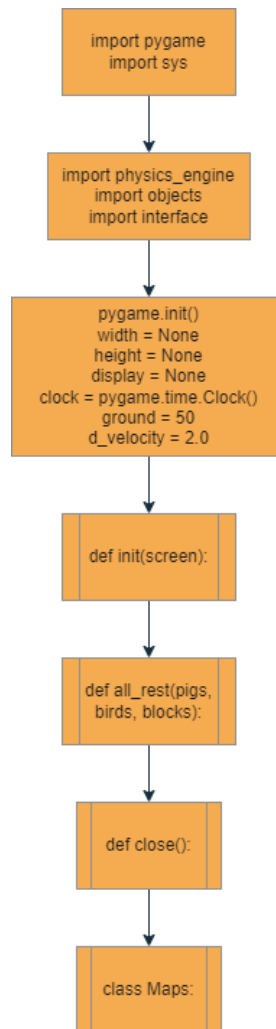 import pygame
import sys
import physics_engine
import objects
import interface
pygame.init()
width = None
height = None
display = None
clock = pygame.time.Clock()
ground = 50
d_velocity = 2.0
def init(screen):
def all_rest(pigs,
birds, blocks):
def close():
class Maps: